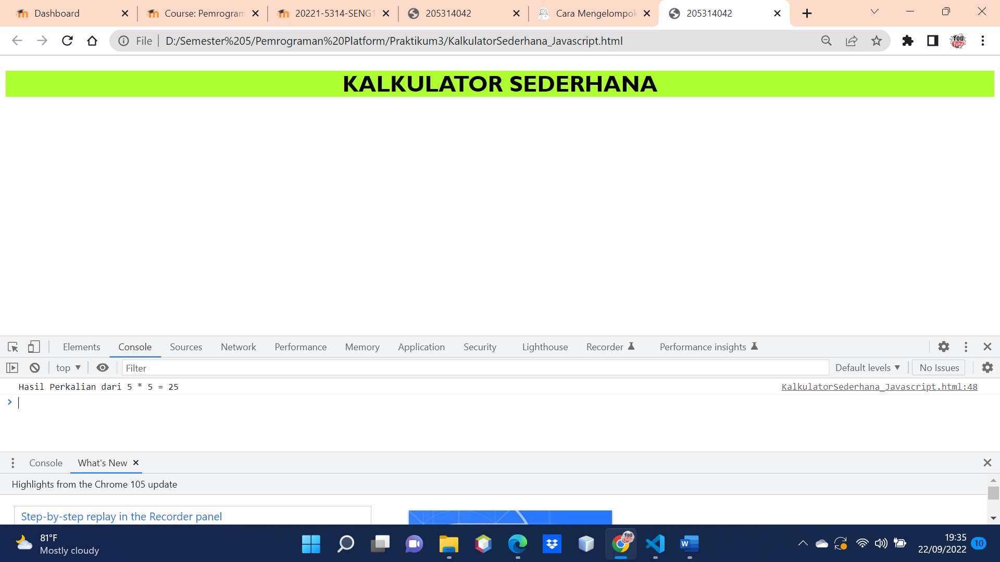 Dashboard
Course: Pemrogram
20221-5314-SENG1
205314042
Cara Mengelompok
205314042
File
D:/Semester%205/Pemrograman%20Platform/Praktikum3/KalkulatorSederhana_Javascript.html
KALKULATOR SEDERHANA
Elements
Console
Sources
Network
Performance
Memory
Application
Security
Lighthouse
Recorder
Performance insights
top
Filter
Default levels
No Issues
Hasil Perkalian dari 5 * 5 = 25
KalkulatorSederhana_Javascript.html:48
Console
What's New
Highlights from the Chrome 105 update
Step-by-step replay in the Recorder panel
81°F
Mostly cloudy
19:35
22/09/2022
10